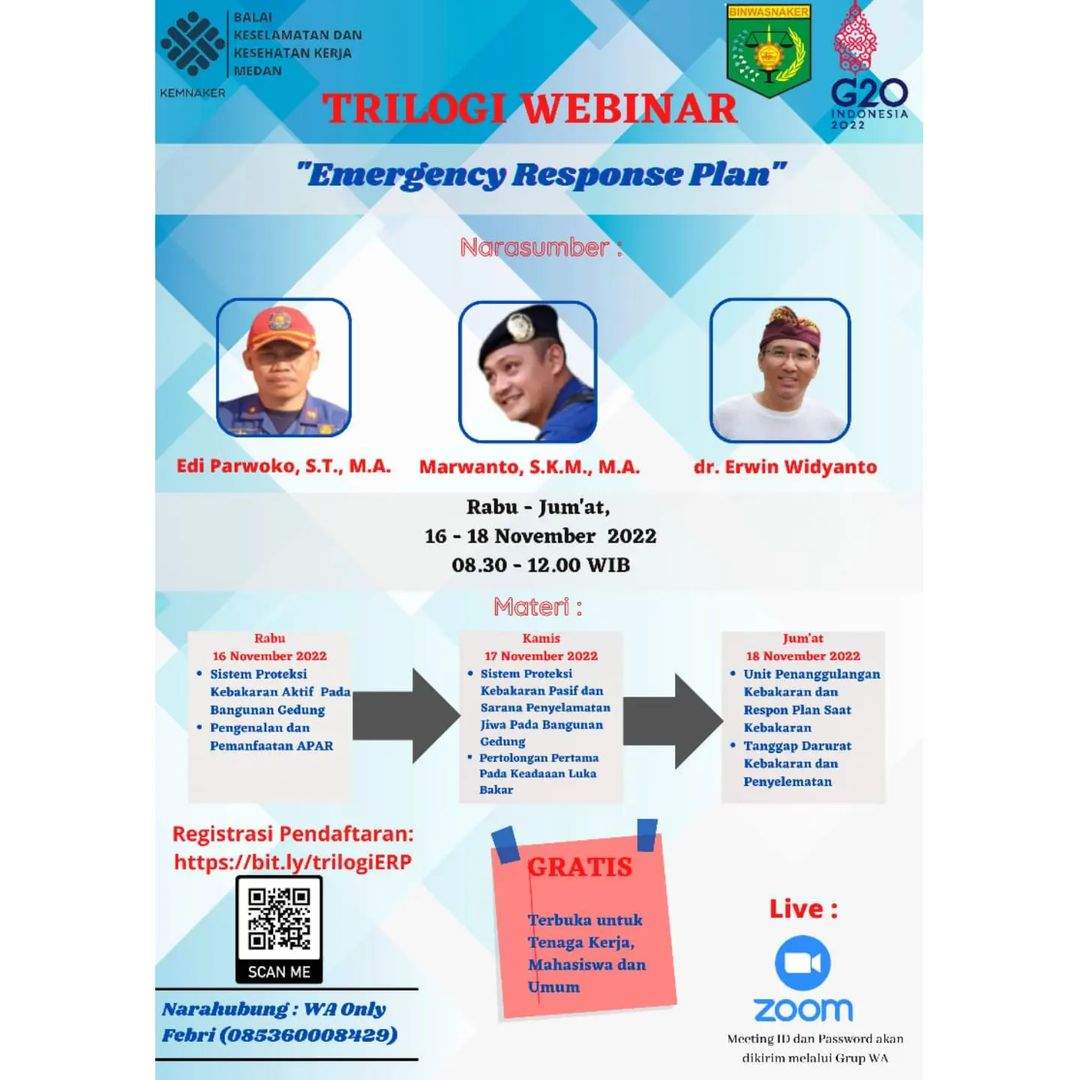 BALAI
KESELAMATAN DAN
KESEHATAN KERJA
MEDAN
KEMNAKER
BINWASNAKER
G20
INDONESIA
2022
TRILOGI WEBINAR
"Emergency Response Plan"
Narasumber :
Edi Parwoko, S.T., M.A.
Marwanto, S.K.M., M.A.
dr. Erwin Widyanto
Rabu - Jum'at,
16 - 18 November 2022
08.30 - 12.00 WIB
Materi :
Rabu
16 November 2022
• Sistem Proteksi
Kebakaran Aktif Pada
Bangunan Gedung
• Pengenalan dan
Pemanfaatan APAR
Kamis
17 November 2022
• Sistem Proteksi
Kebakaran Pasif dan
Sarana Penyelamatan
Jiwa Pada Bangunan
Gedung
• Pertolongan Pertama
Pada Keadaaan Luka
Bakar
Jum'at
18 November 2022
• Unit Penanggulangan
Kebakaran dan
Respon Plan Saat
Kebakaran
• Tanggap Darurat
Kebakaran dan
Penyelematan
Registrasi Pendaftaran:
https://bit.ly/trilogiERP
SCAN ME
Narahubung : WA Only
Febri (085360008429)
GRATIS
Terbuka untuk
Tenaga Kerja,
Mahasiswa dan
Umum
Live :
zoom
Meeting ID dan Password akan
dikirim melalui Grup WA